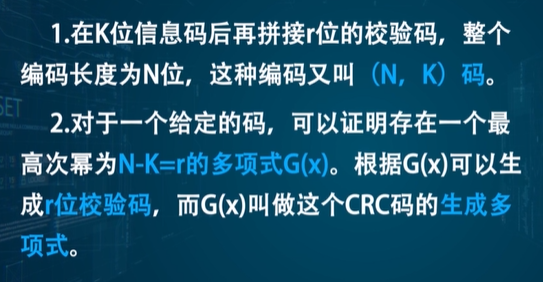 1.在K位信息码后再拼接r位的校验码，整个
编码长度为N位，这种编码又叫（N，K）码。
2.对于一个给定的码，可以证明存在一个最
高次幂为N-K=r的多项式G(x)。根据G(x)可以生
成r位校验码，而G(x)叫做这个CRC码的生成多
项式。
SET